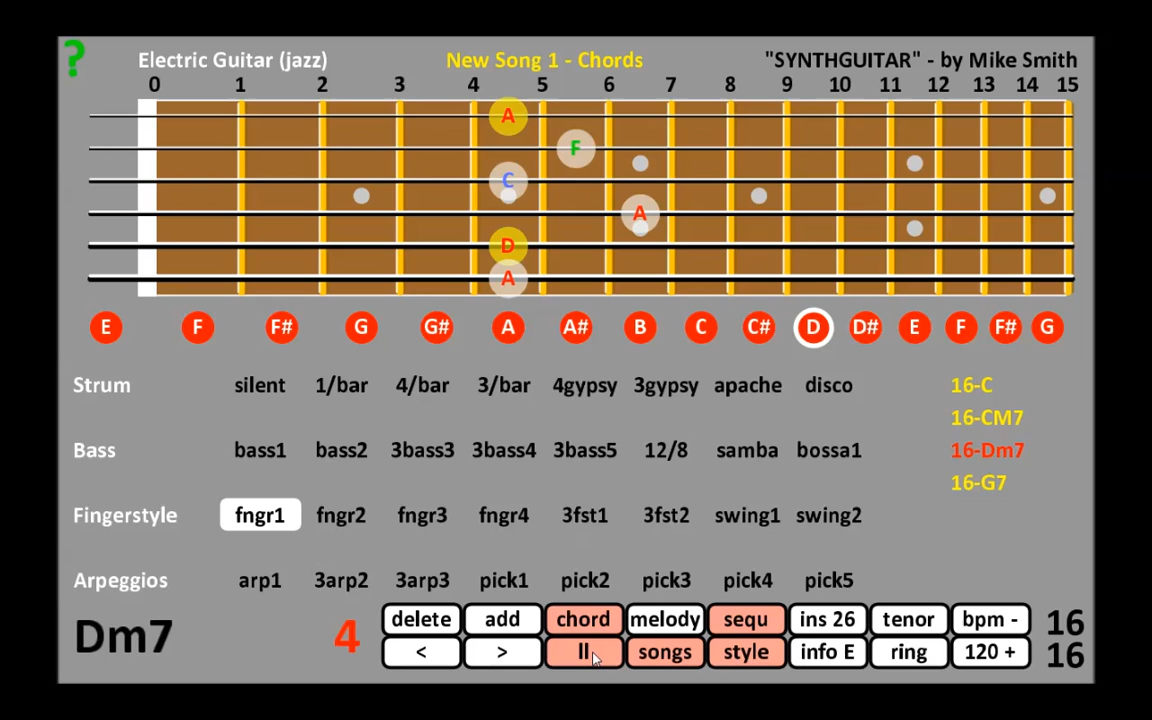 ?
Electric Guitar (jazz) New Song 1 - Chords "SYNTHGUITAR" - by Mike Smith
0 1 2 3 4 5 6 7 8 9 10 11 12 13 14 15
A
F
C
A
D
A
E F F# G G# A A# B C C# D D# E F F# G
Strum silent 1/bar 4/bar 3/bar 4gypsy 3gypsy apache disco 16-C
16-CM7
Bass bass1 bass2 3bass3 3bass4 3bass5 12/8 samba bossa1 16-Dm7
16-G7
Fingerstyle fngr1 fngr2 fngr3 fngr4 3fst1 3fst2 swing1 swing2
Arpeggios arp1 3arp2 3arp3 pick1 pick2 pick3 pick4 pick5
Dm7 4
delete add chord melody sequ ins 26 tenor bpm - 16
< > ll songs style info E ring 120 + 16